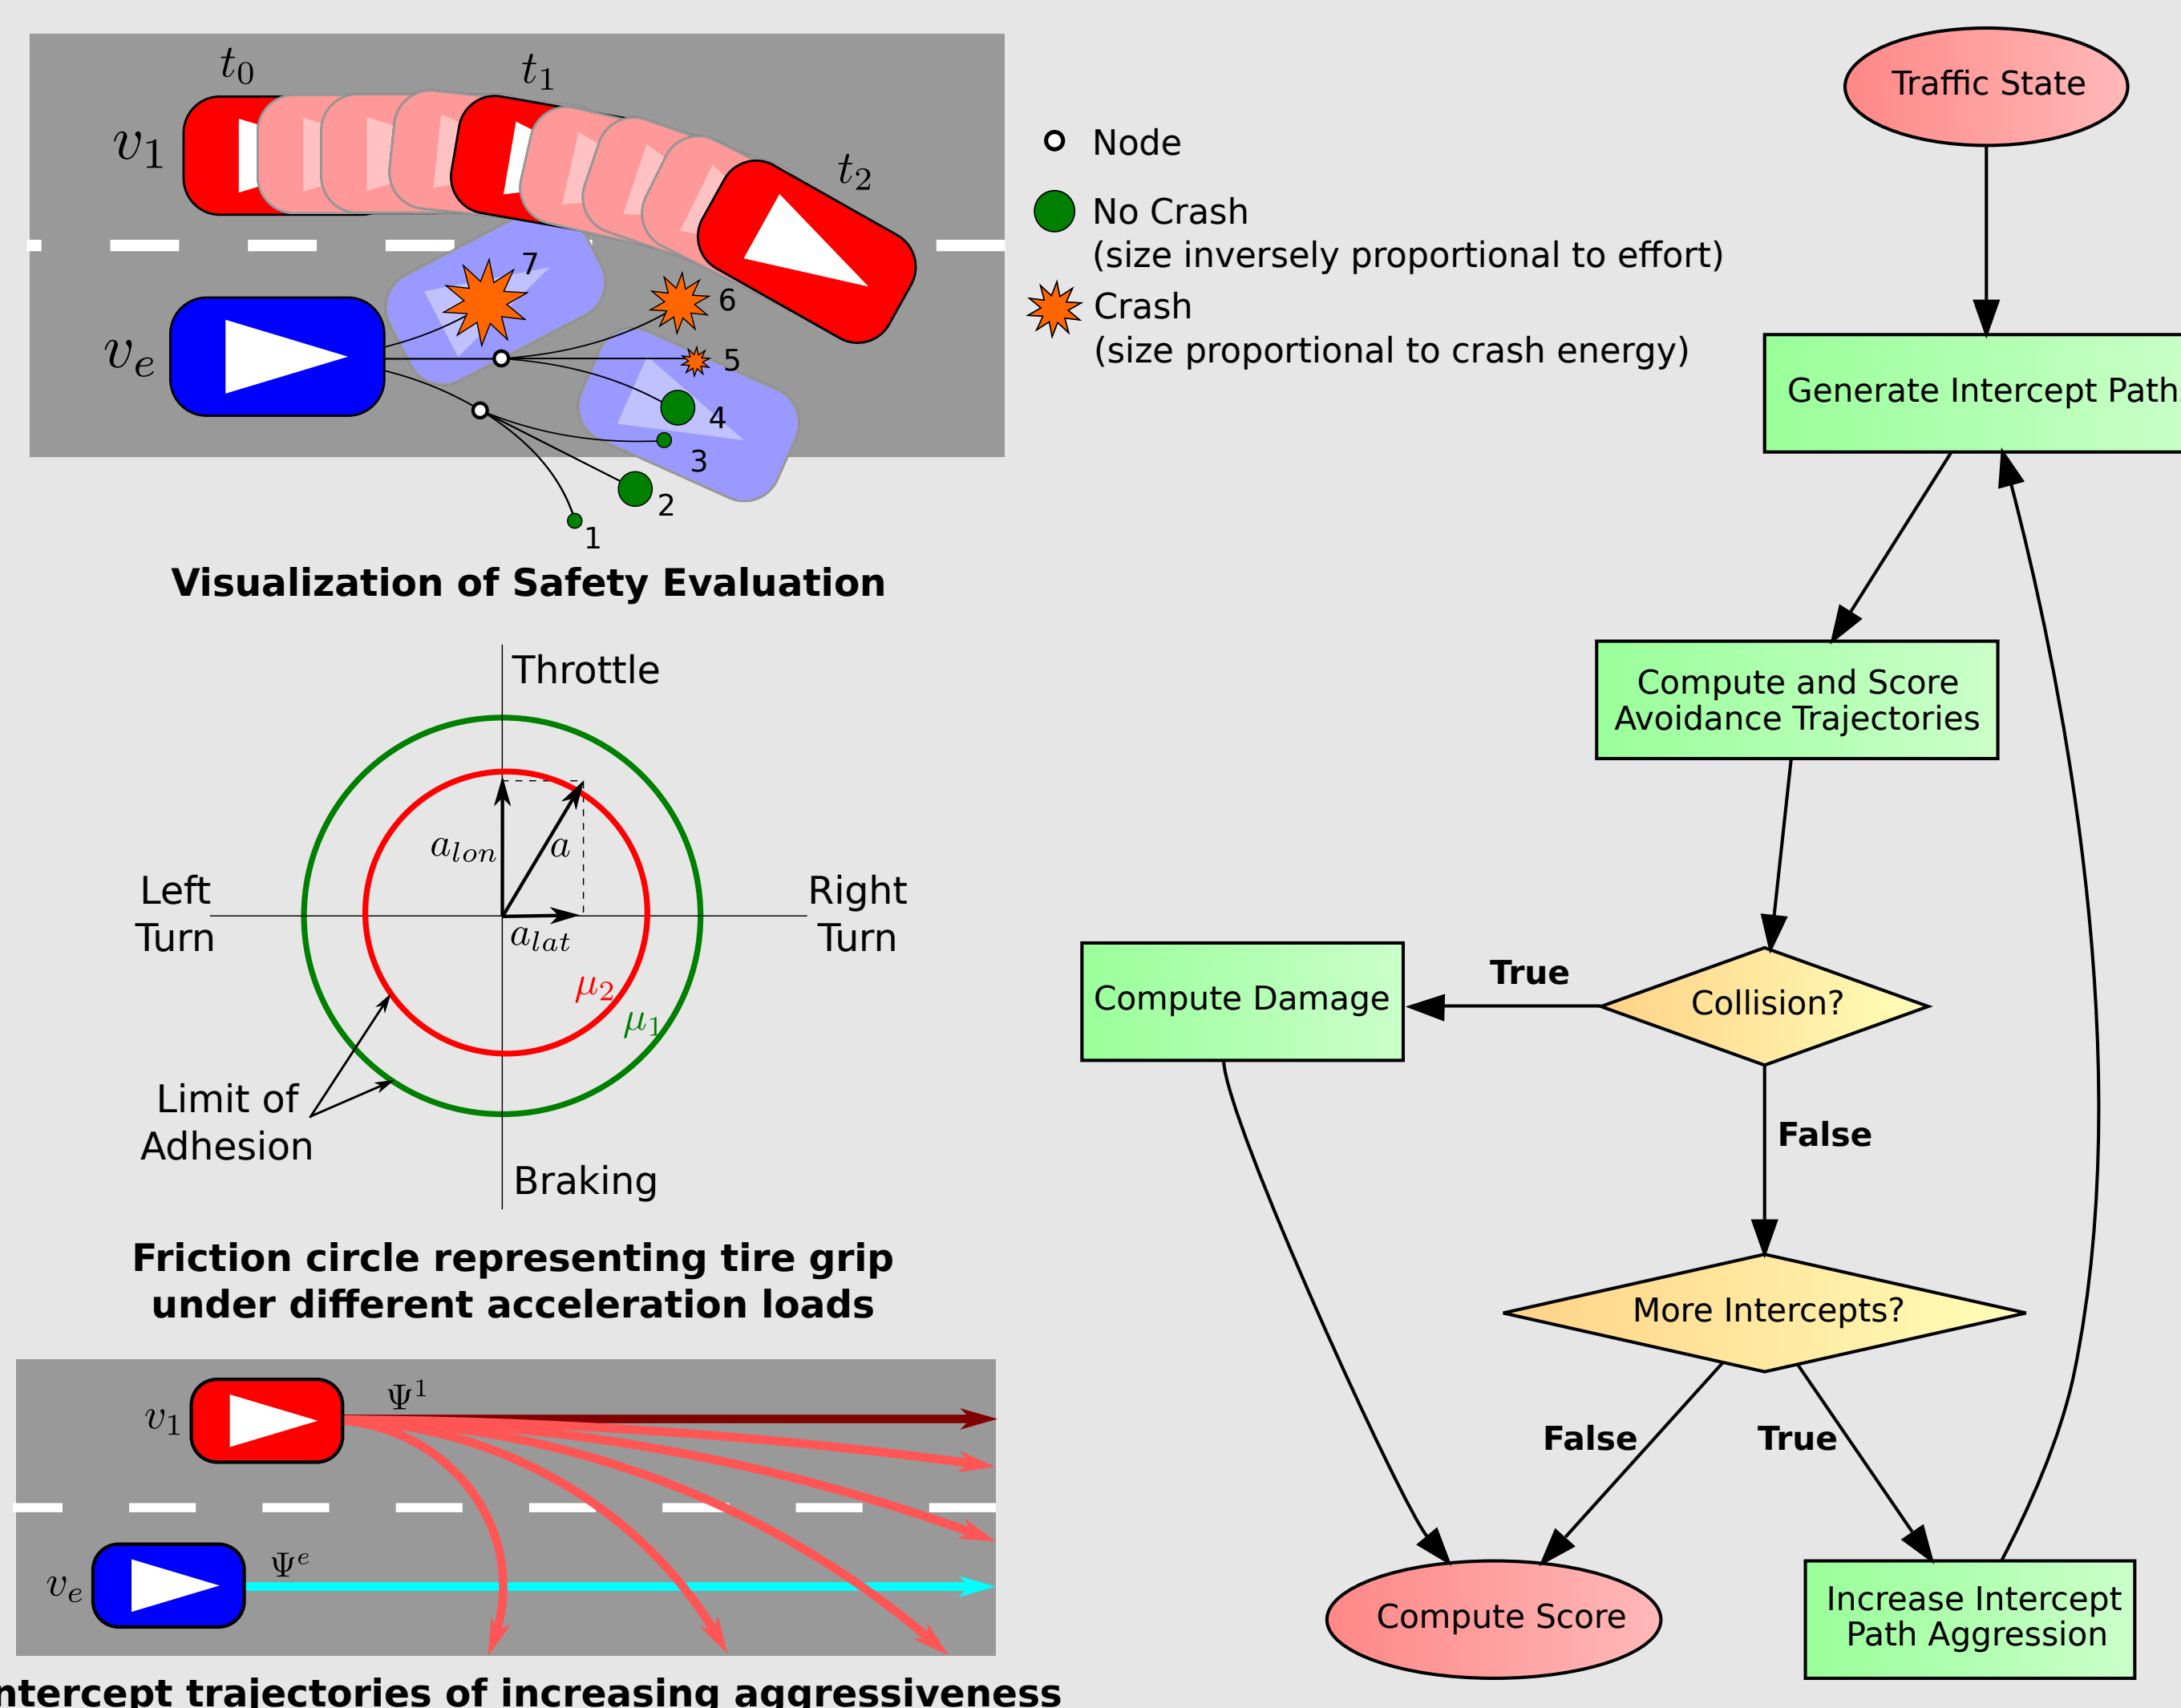 t0
t1
t2
v1
ve
7
6
5
4
3
2
1
Node
No Crash
(size inversely proportional to effort)
Crash
(size proportional to crash energy)
Visualization of Safety Evaluation
Throttle
a_lon
a
a_lat
Left
Turn
Right
Turn
μ2
μ1
Limit of
Adhesion
Braking
Friction circle representing tire grip
under different acceleration loads
v1
Ψ1
ve
Ψe
ntercept trajectories of increasing aggressiveness
Traffic State
Generate Intercept Path
Compute and Score
Avoidance Trajectories
Collision?
True
Compute Damage
False
More Intercepts?
False
True
Compute Score
Increase Intercept
Path Aggression